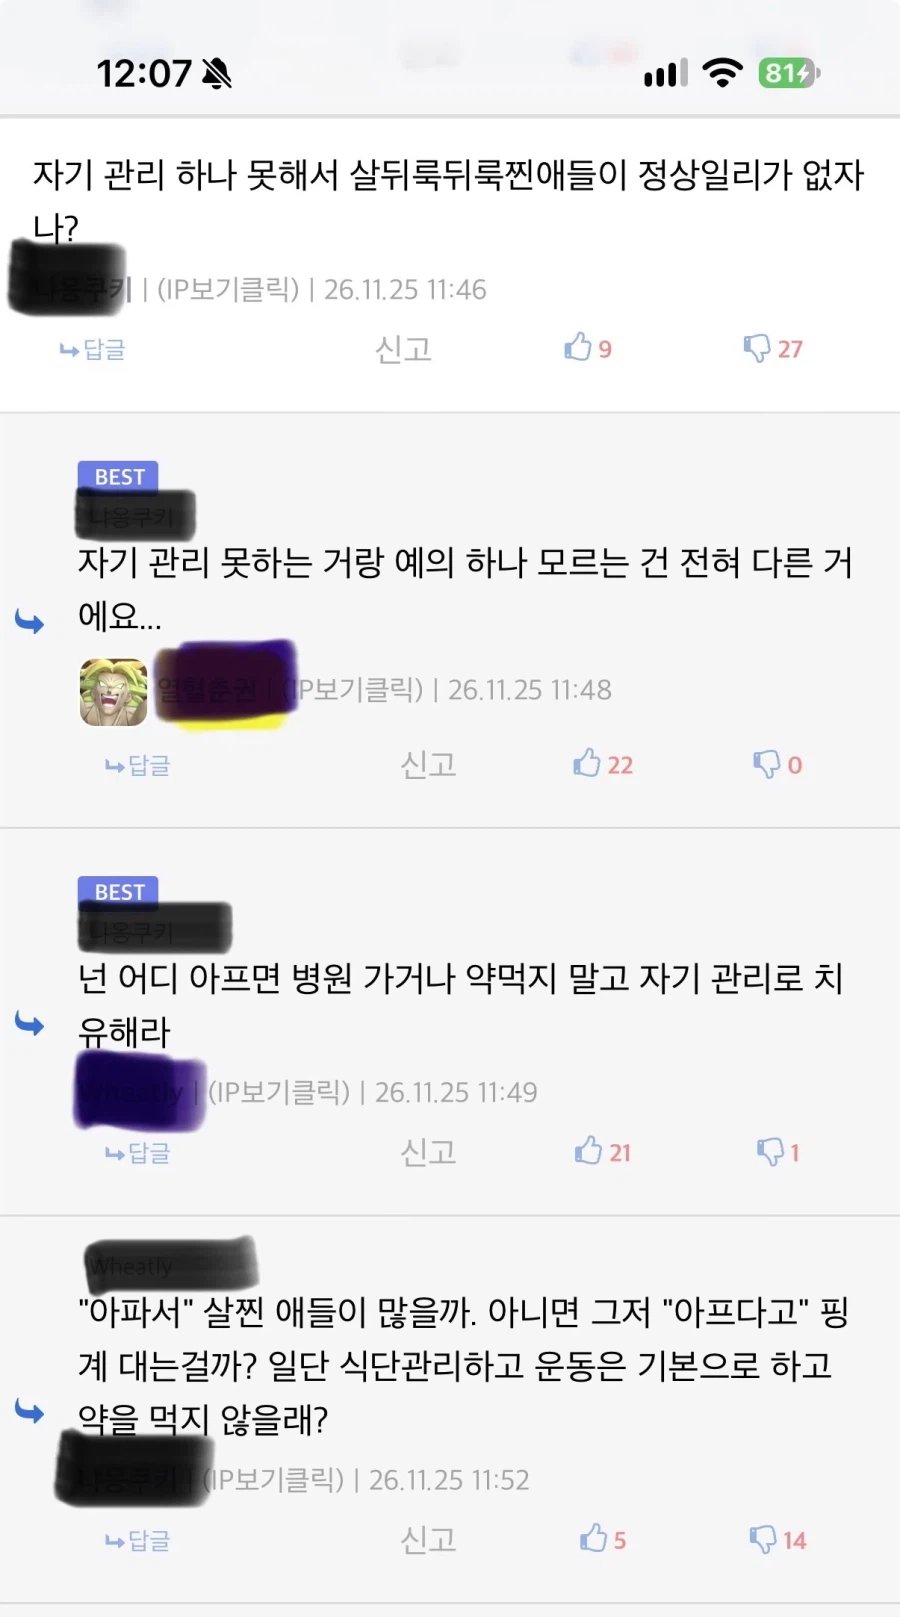 12:07
81
자기 관리 하나 못해서 살뒤룩뒤룩찐애들이 정상일리가 없자
나?
| (IP보기클릭) | 26.11.25 11:46
답글 신고 9 27
BEST
자기 관리 못하는 거랑 예의 하나 모르는 건 전혀 다른 거
에요...
(IP보기클릭) | 26.11.25 11:48
답글 신고 22 0
BEST
넌 어디 아프면 병원 가거나 약먹지 말고 자기 관리로 치
유해라
| (IP보기클릭) | 26.11.25 11:49
답글 신고 21 1
"아파서" 살찐 애들이 많을까. 아니면 그저 "아프다고" 핑
계 대는걸까? 일단 식단관리하고 운동은 기본으로 하고
약을 먹지 않을래?
(IP보기클릭) | 26.11.25 11:52
답글 신고 5 14